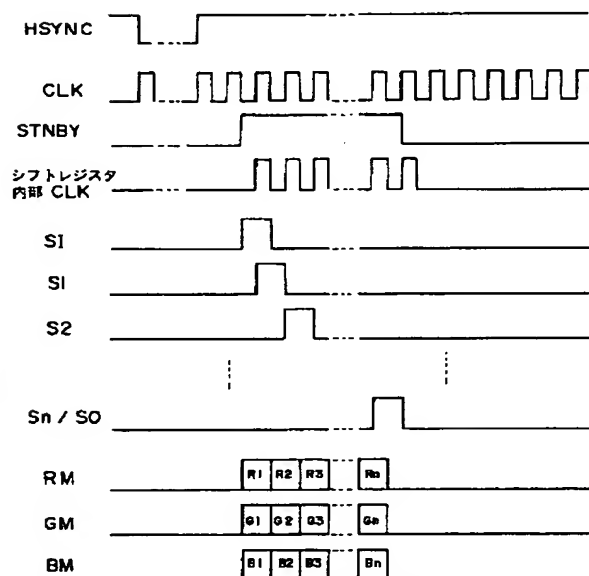 HSYNC
CLK
STNBY
シフトレジスタ
内部 CLK
SI
S1
S2
Sn / SO
RM R1 R2 R3 Rn
GM G1 G2 G3 Gn
BM B1 B2 B3 Bn